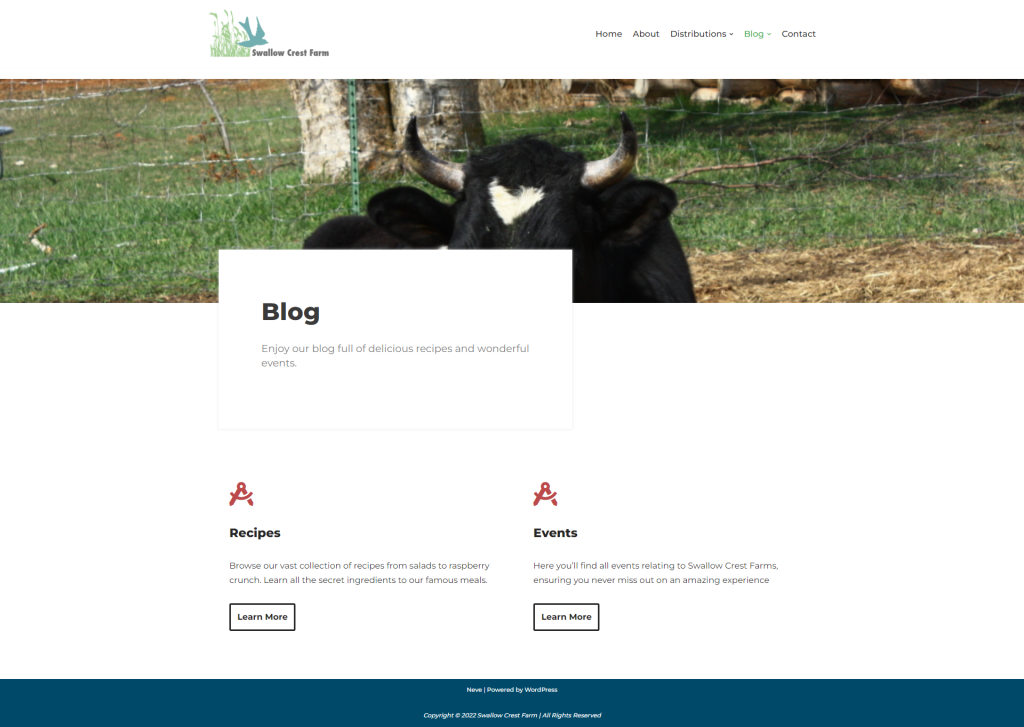 Swallow Crest Farm
Home About Distributions Blog Contact
Blog
Enjoy our blog full of delicious recipes and wonderful
events.
Recipes
Browse our vast collection of recipes from salads to raspberry
crunch. Learn all the secret ingredients to our famous meals.
Learn More
Events
Here you'll find all events relating to Swallow Crest Farms,
ensuring you never miss out on an amazing experience
Learn More
Neve | Powered by WordPress
Copyright © 2022 Swallow Crest Farm | All Rights Reserved